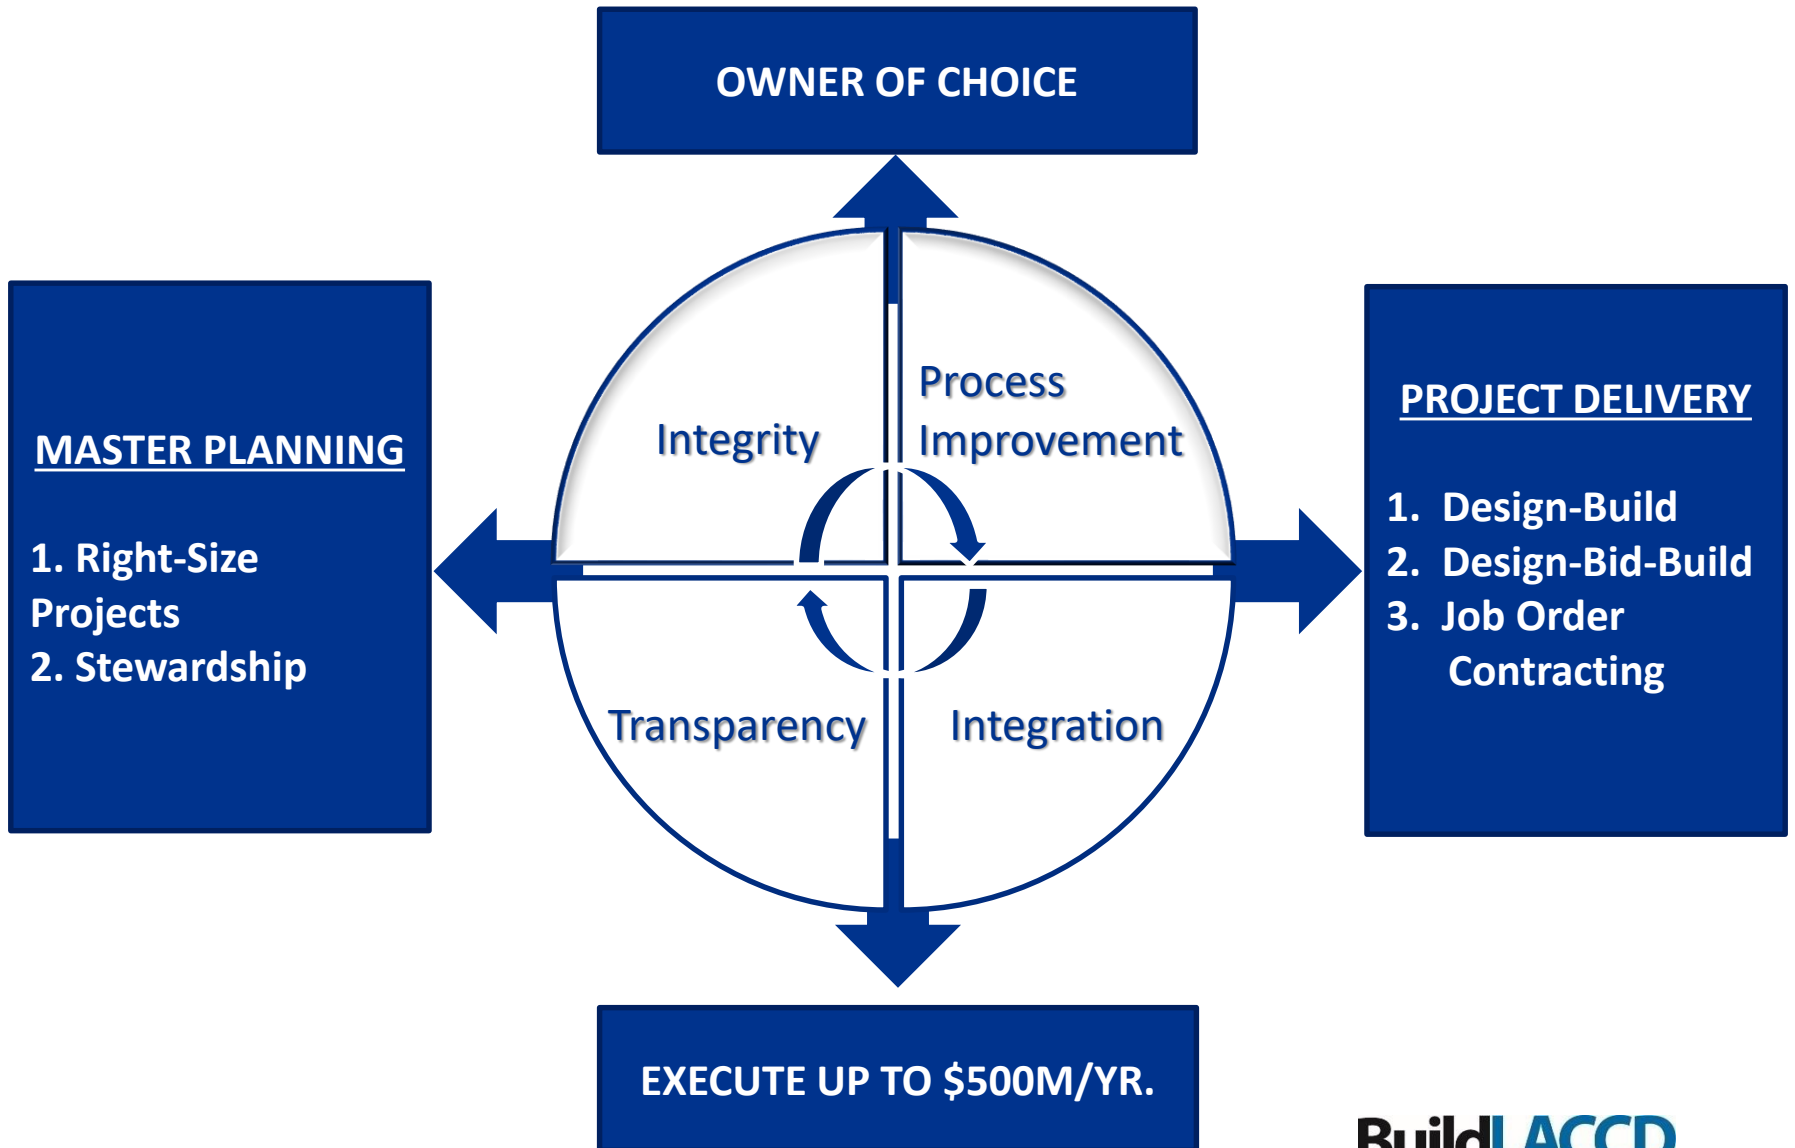 OWNER OF CHOICE
MASTER PLANNING
1. Right-Size
Projects
2. Stewardship
Integrity
Process
Improvement
Transparency
Integration
PROJECT DELIVERY
1. Design-Build
2. Design-Bid-Build
3. Job Order
Contracting
EXECUTE UP TO $500M/YR.
BuildLACCD